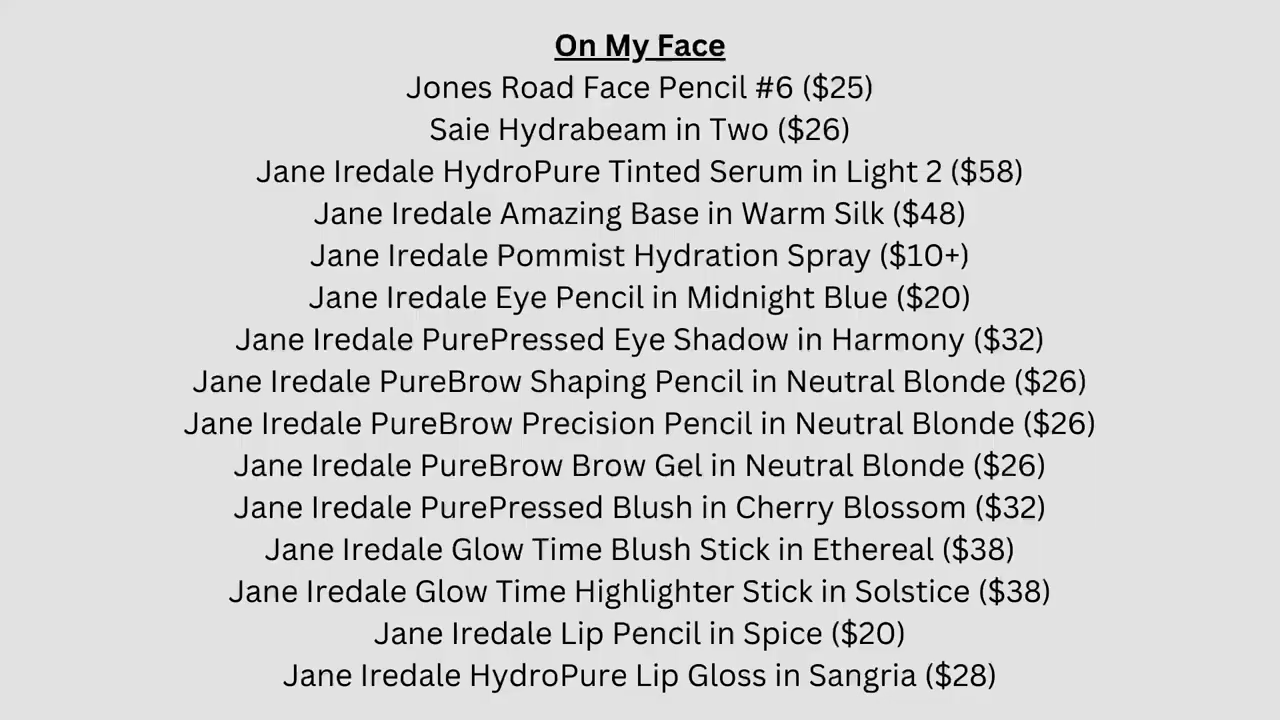 On My Face
Jones Road Face Pencil #6 ($25)
Saie Hydrabeam in Two ($26)
Jane Iredale HydroPure Tinted Serum in Light 2 ($58)
Jane Iredale Amazing Base in Warm Silk ($48)
Jane Iredale Pommist Hydration Spray ($10+)
Jane Iredale Eye Pencil in Midnight Blue ($20)
Jane Iredale PurePressed Eye Shadow in Harmony ($32)
Jane Iredale PureBrow Shaping Pencil in Neutral Blonde ($26)
Jane Iredale PureBrow Precision Pencil in Neutral Blonde ($26)
Jane Iredale PureBrow Brow Gel in Neutral Blonde ($26)
Jane Iredale PurePressed Blush in Cherry Blossom ($32)
Jane Iredale Glow Time Blush Stick in Ethereal ($38)
Jane Iredale Glow Time Highlighter Stick in Solstice ($38)
Jane Iredale Lip Pencil in Spice ($20)
Jane Iredale HydroPure Lip Gloss in Sangria ($28)